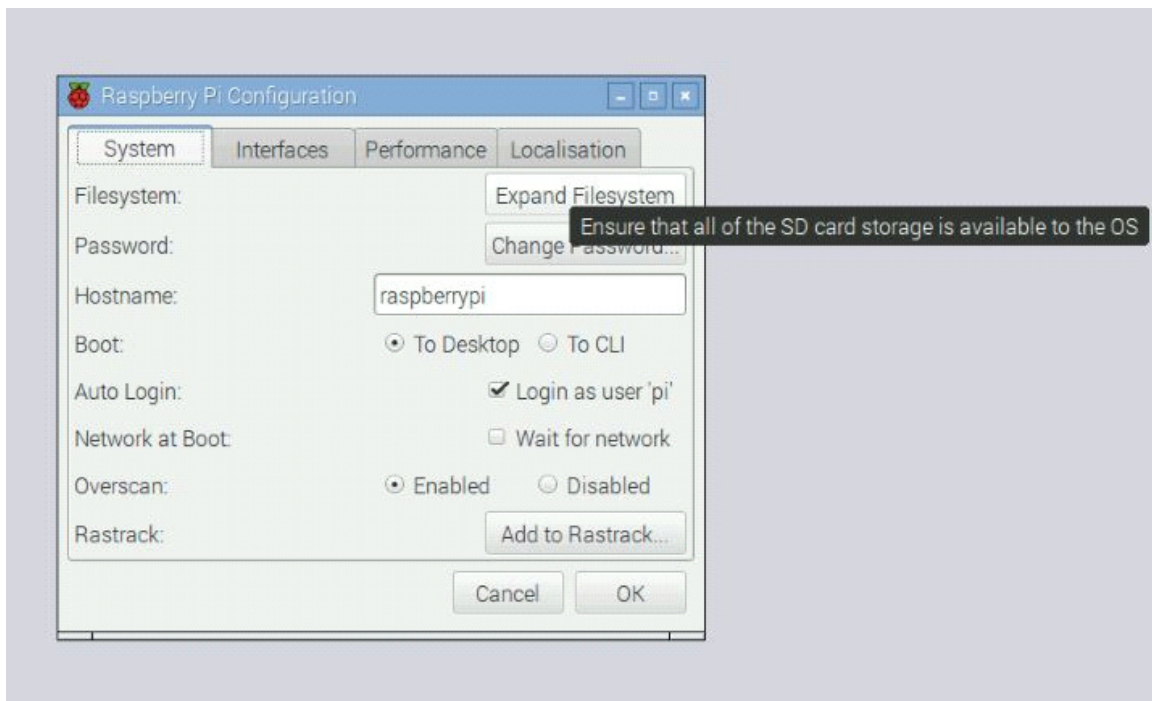 Raspberry Pi Configuration
System Interfaces Performance Localisation
Filesystem: Expand Filesystem
Ensure that all of the SD card storage is available to the OS
Password: Change Password...
Hostname: raspberrypi
Boot: To Desktop To CLI
Auto Login: Login as user 'pi'
Network at Boot: Wait for network
Overscan: Enabled Disabled
Rastrack: Add to Rastrack...
Cancel OK